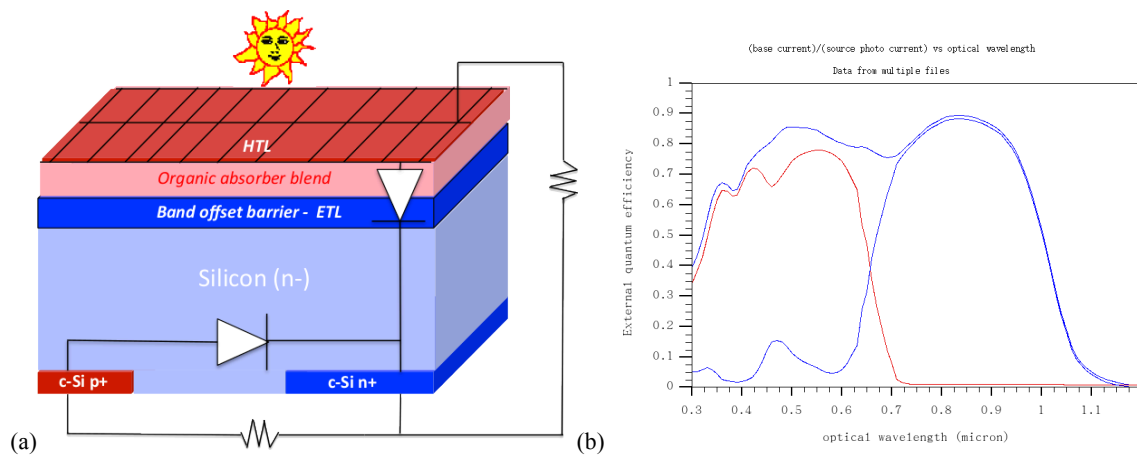 HTL
Organic absorber blend
Band offset barrier - ETL
Silicon (n-)
c-Si p+
c-Si n+
(a)
(b)
(base current)/(source photo current) vs optical wavelength
Data from multiple files
External quantum efficiency
1
0.9
0.8
0.7
0.6
0.5
0.4
0.3
0.2
0.1
0
0.3 0.4 0.5 0.6 0.7 0.8 0.9 1 1.1
optical wavelength (micron)